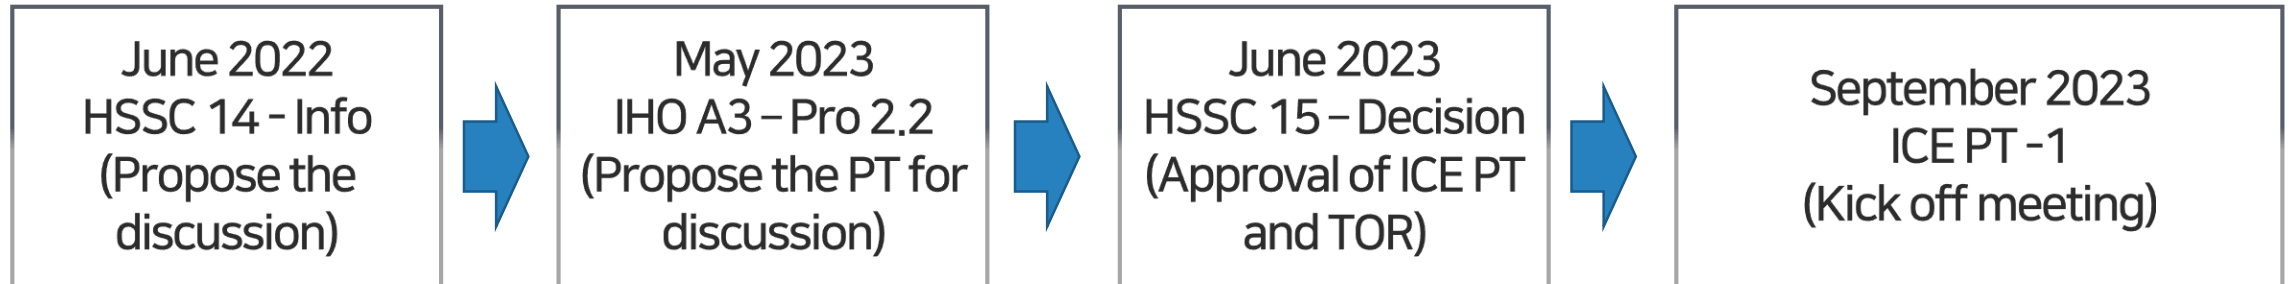 June 2022
HSSC 14 - Info
(Propose the
discussion)
May 2023
IHO A3 – Pro 2.2
(Propose the PT for
discussion)
June 2023
HSSC 15 – Decision
(Approval of ICE PT
and TOR)
September 2023
ICE PT -1
(Kick off meeting)